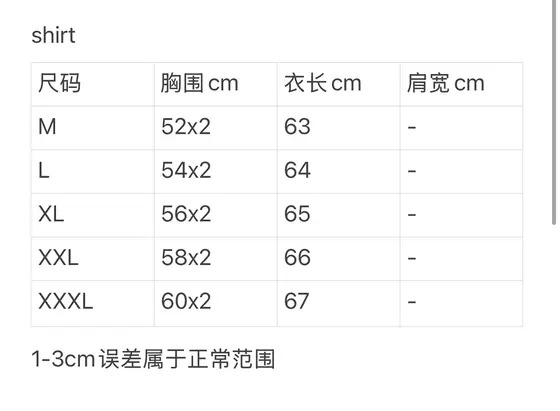 shirt
尺码 胸围cm 衣长cm 肩宽cm
M 52x2 63 -
L 54x2 64 -
XL 56x2 65 -
XXL 58x2 66 -
XXXL 60x2 67 -
1-3cm误差属于正常范围